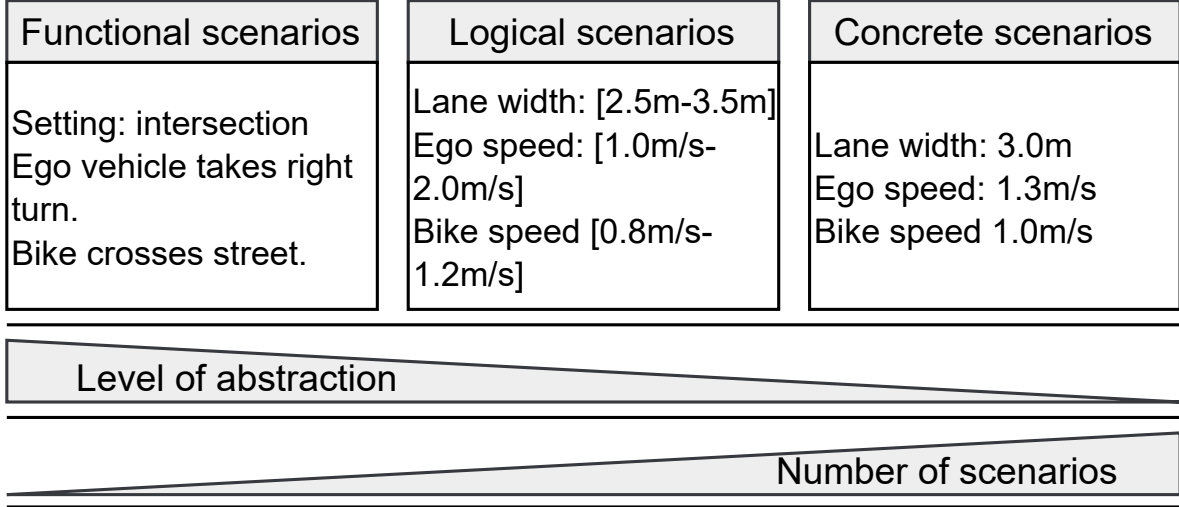 Functional scenarios
Setting: intersection
Ego vehicle takes right
turn.
Bike crosses street.
Logical scenarios
Lane width: [2.5m-3.5m]
Ego speed: [1.0m/s-
2.0m/s]
Bike speed [0.8m/s-
1.2m/s]
Concrete scenarios
Lane width: 3.0m
Ego speed: 1.3m/s
Bike speed 1.0m/s
Level of abstraction
Number of scenarios